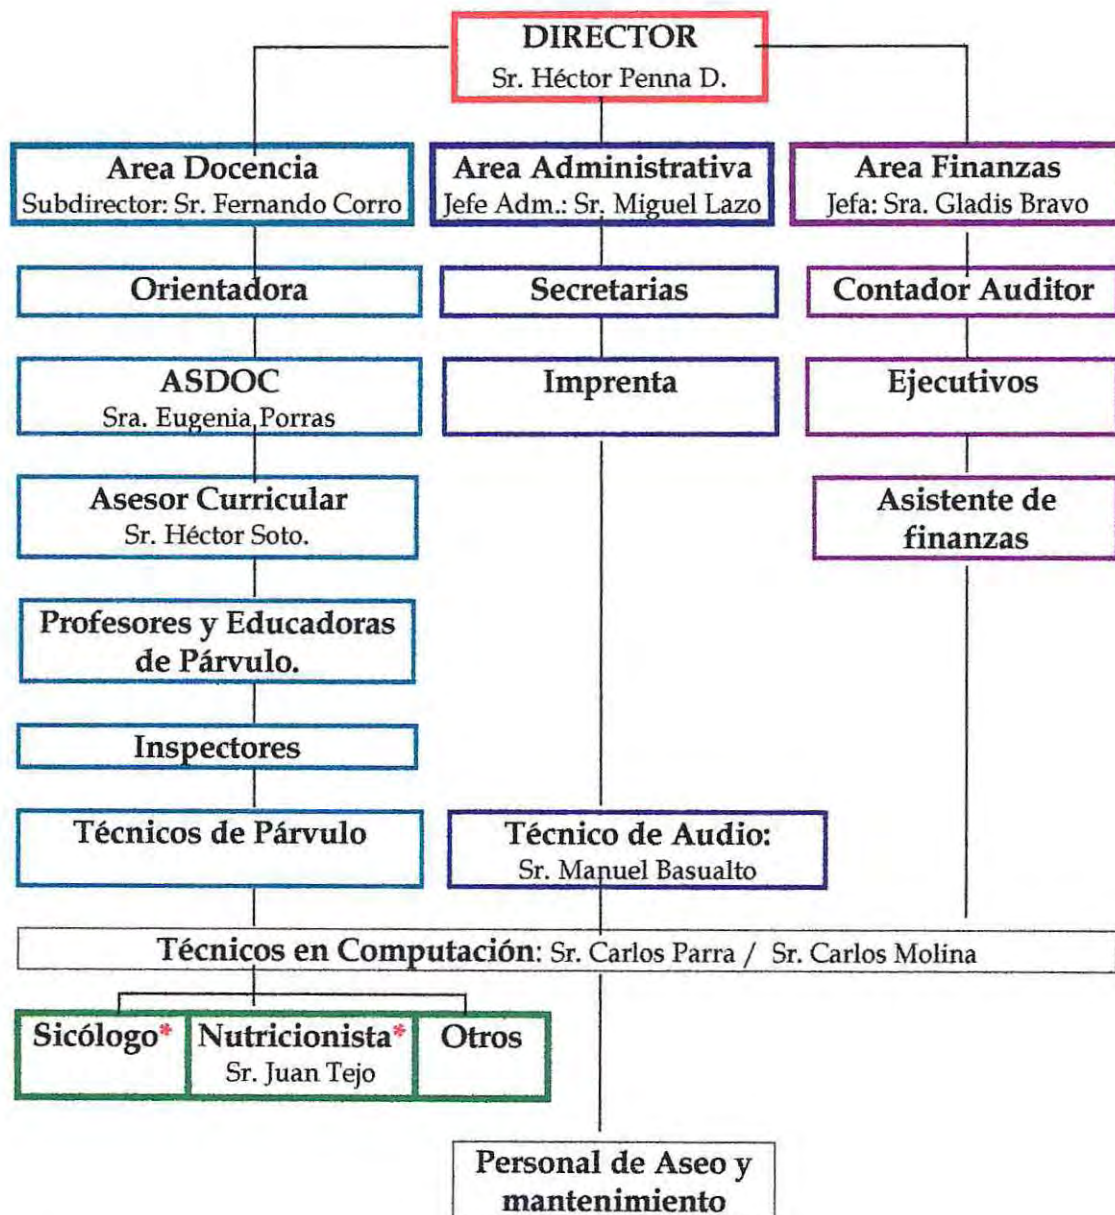 DIRECTOR
Sr. Héctor Penna D.
Area Docencia
Subdirector: Sr. Fernando Corro
Area Administrativa
Jefe Adm.: Sr. Miguel Lazo
Area Finanzas
Jefa: Sra. Gladis Bravo
Orientadora
Secretarias
Contador Auditor
ASDOC
Sra. Eugenia Porras
Imprenta
Ejecutivos
Asesor Curricular
Sr. Héctor Soto.
Asistente de
finanzas
Profesores y Educadoras
de Párvulo.
Inspectores
Técnicos de Párvulo
Técnico de Audio:
Sr. Manuel Basualto
Técnicos en Computación: Sr. Carlos Parra / Sr. Carlos Molina
Sicólogo*
Nutricionista*
Sr. Juan Tejo
Otros
Personal de Aseo y
mantenimiento